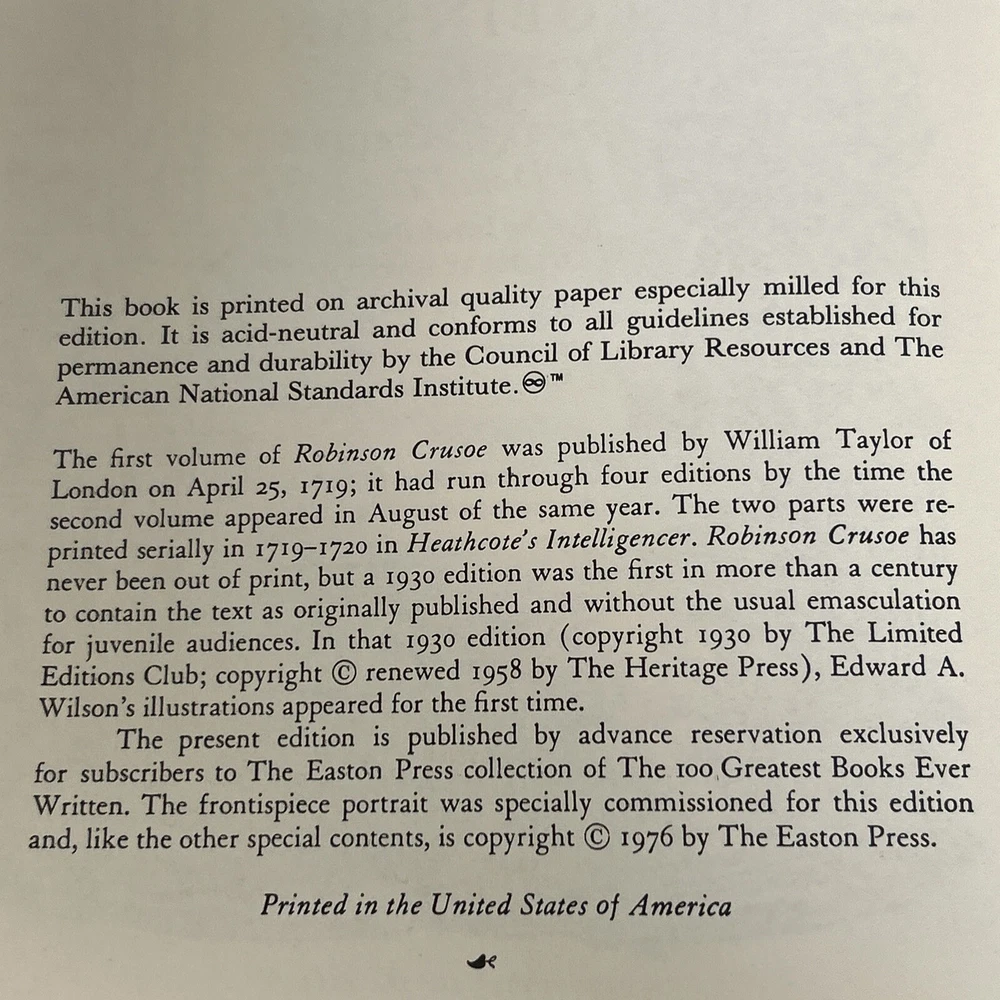 This book is printed on archival quality paper especially milled for this
edition. It is acid-neutral and conforms to all guidelines established for
permanence and durability by the Council of Library Resources and The
American National Standards Institute.♾™
The first volume of Robinson Crusoe was published by William Taylor of
London on April 25, 1719; it had run through four editions by the time the
second volume appeared in August of the same year. The two parts were re-
printed serially in 1719–1720 in Heathcote's Intelligencer. Robinson Crusoe has
never been out of print, but a 1930 edition was the first in more than a century
to contain the text as originally published and without the usual emasculation
for juvenile audiences. In that 1930 edition (copyright 1930 by The Limited
Editions Club; copyright © renewed 1958 by The Heritage Press), Edward A.
Wilson's illustrations appeared for the first time.
The present edition is published by advance reservation exclusively
for subscribers to The Easton Press collection of The 100 Greatest Books Ever
Written. The frontispiece portrait was specially commissioned for this edition
and, like the other special contents, is copyright © 1976 by The Easton Press.
Printed in the United States of America